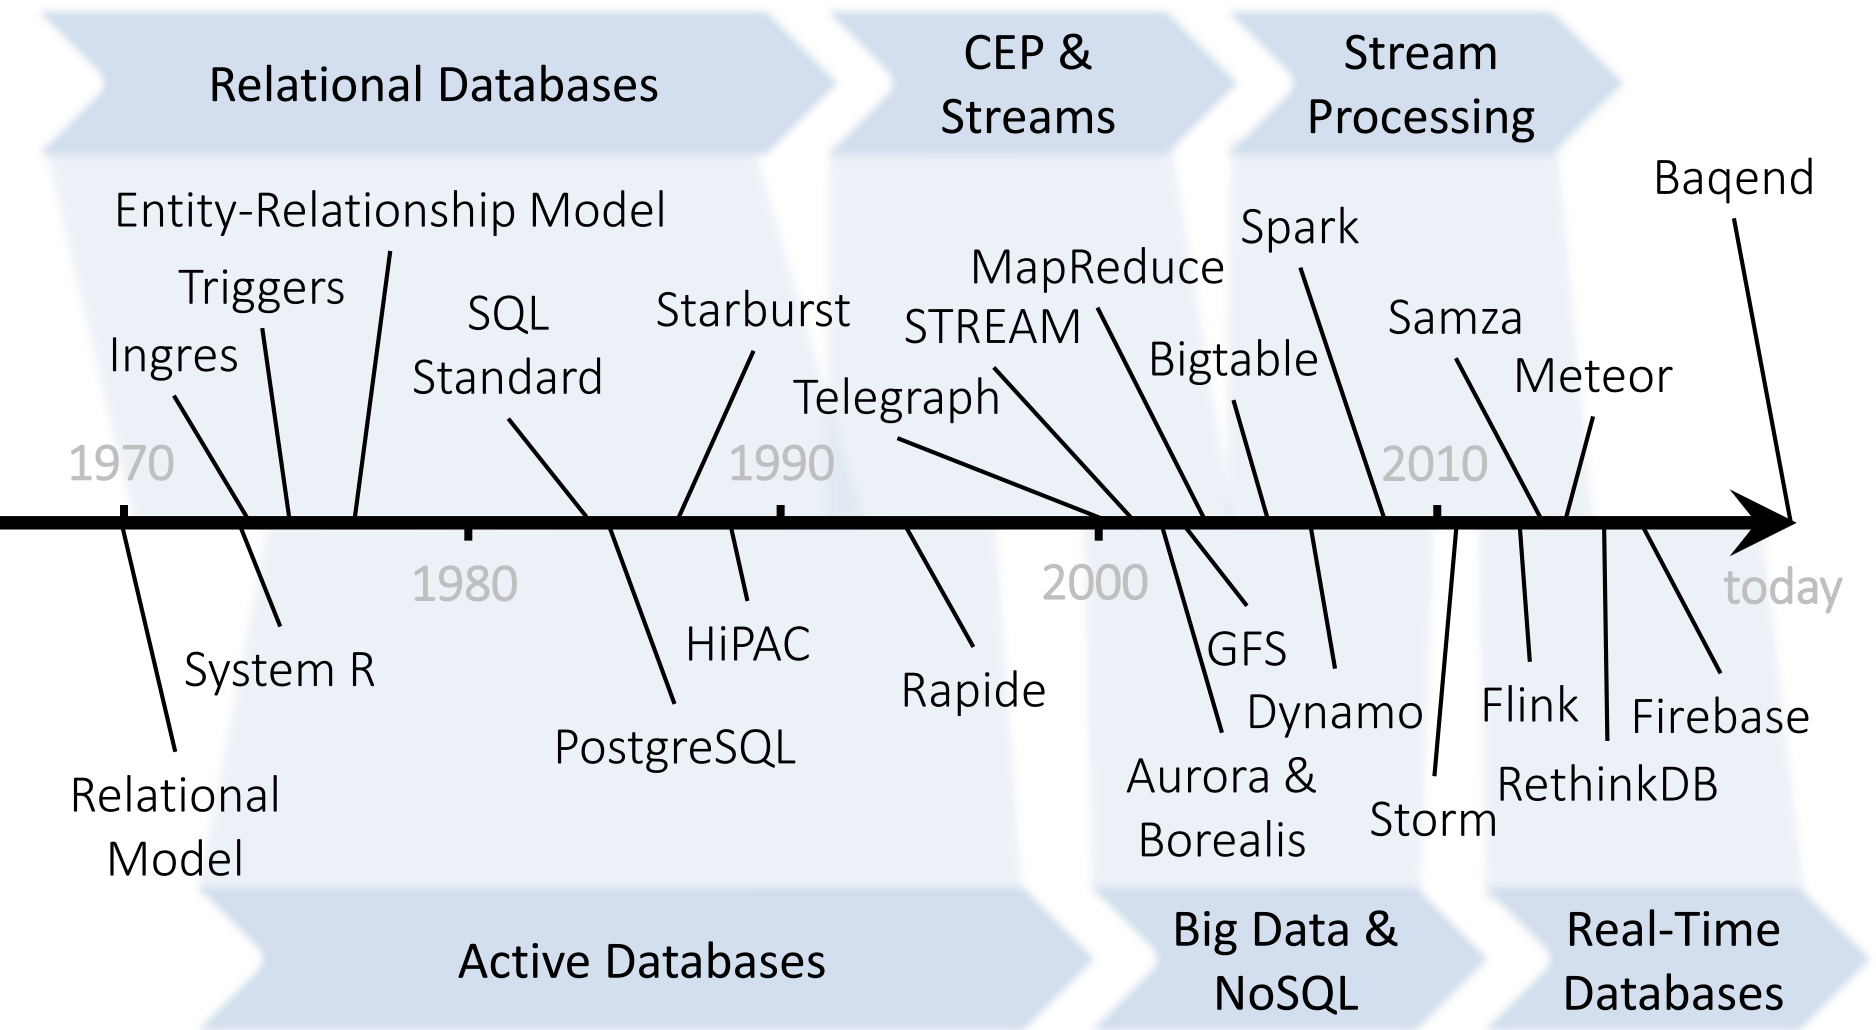 Relational Databases
CEP &
Streams
Stream
Processing
Baqend
Entity-Relationship Model
Spark
MapReduce
Triggers
SQL
Standard
Starburst
STREAM
Samza
Ingres
Bigtable
Meteor
Telegraph
1970
1990
2010
1980
2000
today
System R
HiPAC
GFS
Rapide
Dynamo
Flink
Firebase
PostgreSQL
Relational
Model
Aurora &
Borealis
RethinkDB
Storm
Active Databases
Big Data &
NoSQL
Real-Time
Databases